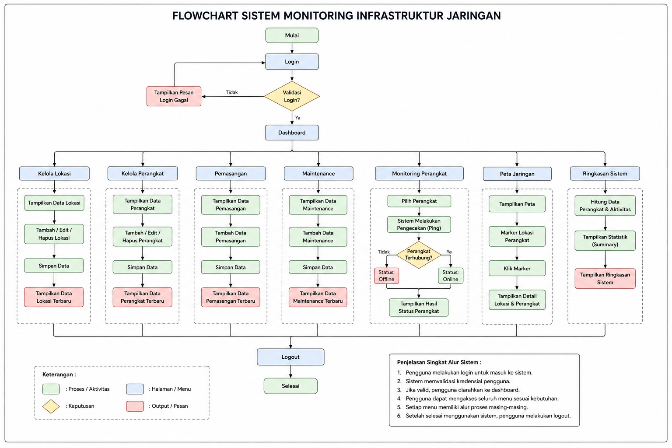 FLOWCHART SISTEM MONITORING INFRASTRUKTUR JARINGAN
Mulai
Login
Tampilkan Pesan
Login Gagal
Tidak
Validasi
Login?
Ya
Dashboard
Kelola Lokasi
Tampilkan Data Lokasi
Tambah / Edit /
Hapus Lokasi
Simpan Data
Tampilkan Data
Lokasi Terbaru
Kelola Perangkat
Tampilkan Data
Perangkat
Tambah / Edit /
Hapus Perangkat
Simpan Data
Tampilkan Data
Perangkat Terbaru
Pemasangan
Tampilkan Data
Pemasangan
Tambah Data
Pemasangan
Simpan Data
Tampilkan Data
Pemasangan Terbaru
Maintenance
Tampilkan Data
Maintenance
Tambah Data
Maintenance
Simpan Data
Tampilkan Data
Maintenance Terbaru
Monitoring Perangkat
Pilih Perangkat
Sistem Melakukan
Pengecekan (Ping)
Tidak
Perangkat
Terhubung?
Ya
Status:
Offline
Status:
Online
Tampilkan Hasil
Status Perangkat
Peta Jaringan
Tampilkan Peta
Marker Lokasi
Perangkat
Klik Marker
Tampilkan Detail
Lokasi & Perangkat
Ringkasan Sistem
Hitung Data
Perangkat & Aktivitas
Tampilkan Statistik
(Summary)
Tampilkan Ringkasan
Sistem
Logout
Selesai
Keterangan :
: Proses / Aktivitas
: Halaman / Menu
: Keputusan
: Output / Pesan
Penjelasan Singkat Alur Sistem :
1. Pengguna melakukan login untuk masuk ke sistem.
2. Sistem memvalidasi kredensial pengguna.
3. Jika valid, pengguna diarahkan ke dashboard.
4. Pengguna dapat mengakses seluruh menu sesuai kebutuhan.
5. Setiap menu memiliki alur proses masing-masing.
6. Setelah selesai menggunakan sistem, pengguna melakukan logout.